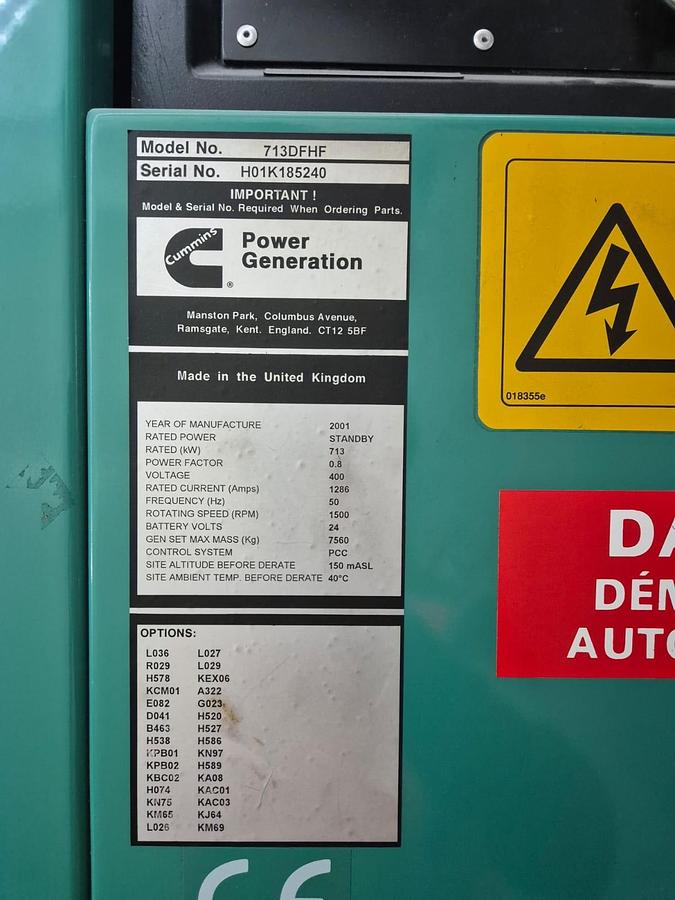 Model No. 713DFHF
Serial No. H01K185240
IMPORTANT !
Model & Serial No. Required When Ordering Parts.
Cummins
Power
Generation
®
Manston Park, Columbus Avenue,
Ramsgate, Kent. England. CT12 5BF
Made in the United Kingdom
YEAR OF MANUFACTURE 2001
RATED POWER STANDBY
RATED (kW) 713
POWER FACTOR 0.8
VOLTAGE 400
RATED CURRENT (Amps) 1286
FREQUENCY (Hz) 50
ROTATING SPEED (RPM) 1500
BATTERY VOLTS 24
GEN SET MAX MASS (Kg) 7560
CONTROL SYSTEM PCC
SITE ALTITUDE BEFORE DERATE 150 mASL
SITE AMBIENT TEMP. BEFORE DERATE 40°C
OPTIONS:
L036 L027
R029 L029
H578 KEX06
KCM01 A322
E082 G023
D041 H520
B463 H527
H538 H586
KPB01 KN97
KPB02 H589
KBC02 KA08
H074 KAC01
KN75 KAC03
KM65 KJ64
L026 KM69
CE
018355e
DA
DÉM
AUTO